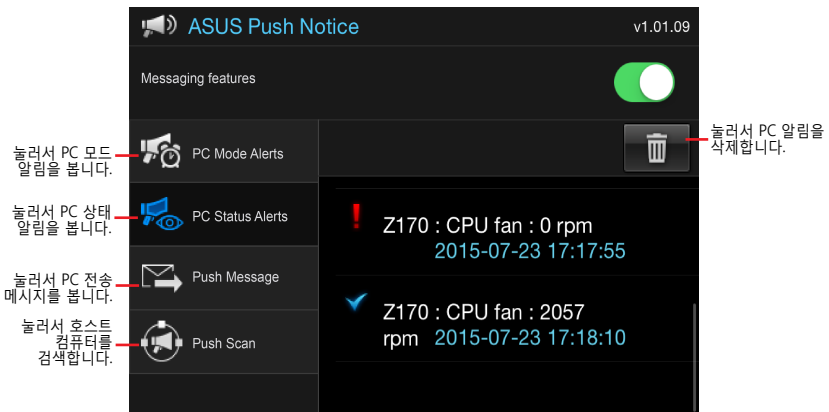 ASUS Push Notice
v1.01.09
Messaging features
눌러서 PC 모드
알림을 봅니다.
PC Mode Alerts
눌러서 PC 알림을
삭제합니다.
눌러서 PC 상태
알림을 봅니다.
PC Status Alerts
Z170 : CPU fan : 0 rpm
2015-07-23 17:17:55
눌러서 PC 전송
메시지를 봅니다.
Push Message
Z170 : CPU fan : 2057
rpm 2015-07-23 17:18:10
눌러서 호스트
컴퓨터를
검색합니다.
Push Scan